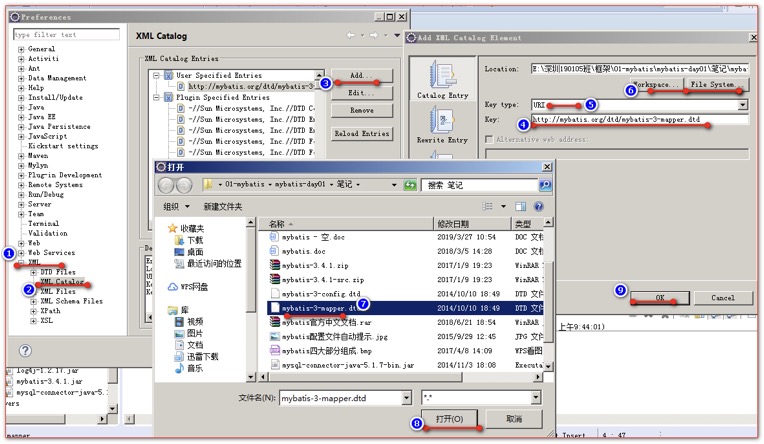 Preferences
type filter text
General
Activiti
Ant
Data Management
Help
Install/Update
Java
Java EE
Java Persistence
JavaScript
Kickstart settings
Maven
Mylyn
Plug-in Development
Remote Systems
Run/Debug
Server
Team
Terminal
Validation
Web
Web Services
XML
DTD Files
XML Catalog
XML Files
XML Schema Files
XPath
XSL
1
2
XML Catalog
XML Catalog Entries
User Specified Entries
http://mybatis.org/dtd/mybatis-3-
Plugin Specified Entries
-//Sun Microsystems, Inc.//DTD C
-//Sun Microsystems, Inc.//DTD E
-//Sun Microsystems, Inc.//DTD E
-//Sun Microsystems, Inc.//DTD E
-//Sun Microsystems, Inc.//DTD E
3
Add...
Edit...
Remove
Reload Entries
Add XML Catalog Element
Catalog Entry
Rewrite Entry
Location:
E:\深圳190105班\框架\01-mybatis\mybatis-day01\笔记\myba
6
Workspace...
File System...
Key type:
URI
5
Key:
4
http://mybatis.org/dtd/mybatis-3-mapper.dtd
Alternative web address:
9
OK
Cancel
打开
01-mybatis
mybatis-day01
笔记
搜索 笔记
组织
新建文件夹
收藏夹
下载
桌面
最近访问的位置
WPS网盘
库
视频
图片
文档
迅雷下载
音乐
名称
修改日期
类型
mybatis - 空.doc 2019/3/27 10:54 DOC 文
mybatis.doc 2018/3/5 14:28 DOC 文
mybatis-3.4.1.zip 2017/1/9 19:23 WinRAR
mybatis-3.4.1-src.zip 2017/1/9 19:23 WinRAR
mybatis-3-config.dtd 2014/10/10 18:49 DTD 文
mybatis-3-mapper.dtd 7 2014/10/10 18:49 DTD 文
mybatis官方中文文档.rar 2018/6/21 18:54 WinRAR
mybatis配置文件自动提示.jpg 2015/9/29 12:45 JPG 文
mybatis四大部分组成.bmp 2017/4/8 14:09 WPS看图
mysql-connector-java-5.1.7-bin.jar 2014/11/3 18:08 Executa
文件名(N):
mybatis-3-mapper.dtd
*.*
8
打开(O)
取消
上午9:44:01)
log4j-1.2.17.jar
mybatis-3.4.1.jar
mysql-connector-java-5.1
vers
mapper
Insert
4 : 47